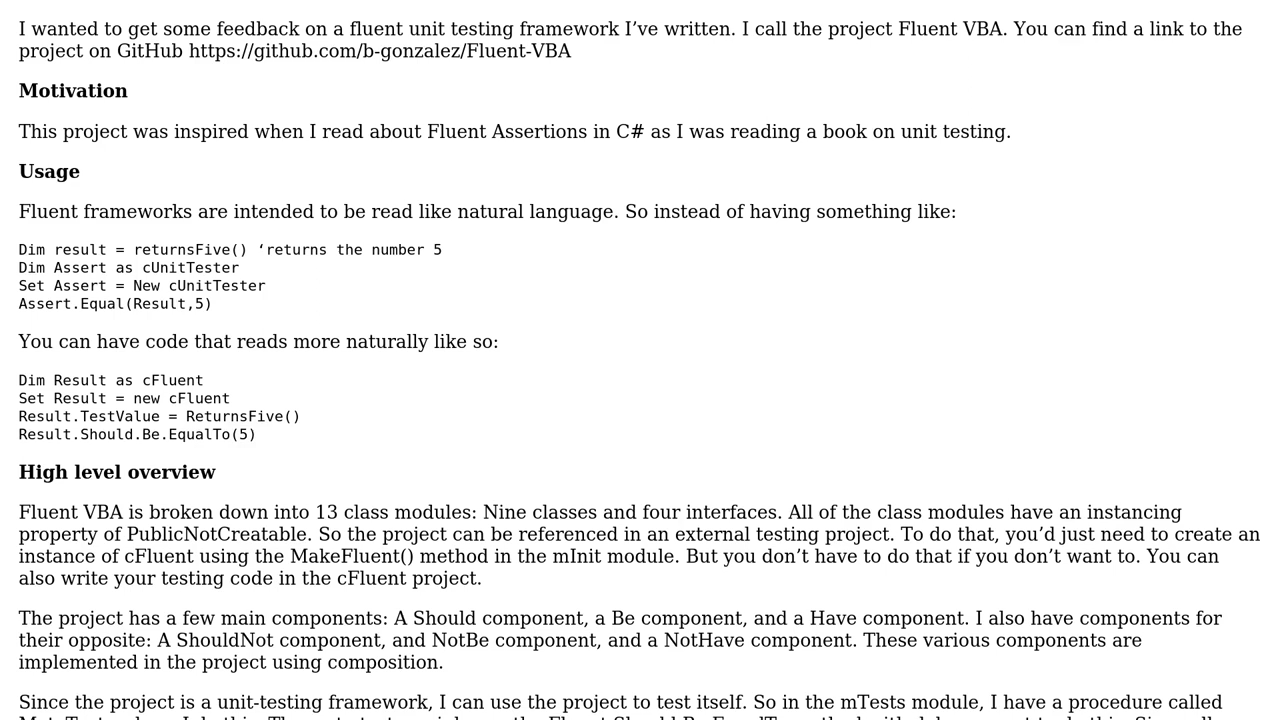 I wanted to get some feedback on a fluent unit testing framework I’ve written. I call the project Fluent VBA. You can find a link to the
project on GitHub https://github.com/b-gonzalez/Fluent-VBA
Motivation
This project was inspired when I read about Fluent Assertions in C# as I was reading a book on unit testing.
Usage
Fluent frameworks are intended to be read like natural language. So instead of having something like:
Dim result = returnsFive() ‘returns the number 5
Dim Assert as cUnitTester
Set Assert = New cUnitTester
Assert.Equal(Result,5)
You can have code that reads more naturally like so:
Dim Result as cFluent
Set Result = new cFluent
Result.TestValue = ReturnsFive()
Result.Should.Be.EqualTo(5)
High level overview
Fluent VBA is broken down into 13 class modules: Nine classes and four interfaces. All of the class modules have an instancing
property of PublicNotCreatable. So the project can be referenced in an external testing project. To do that, you’d just need to create an
instance of cFluent using the MakeFluent() method in the mInit module. But you don’t have to do that if you don’t want to. You can
also write your testing code in the cFluent project.
The project has a few main components: A Should component, a Be component, and a Have component. I also have components for
their opposite: A ShouldNot component, and NotBe component, and a NotHave component. These various components are
implemented in the project using composition.
Since the project is a unit-testing framework, I can use the project to test itself. So in the mTests module, I have a procedure called